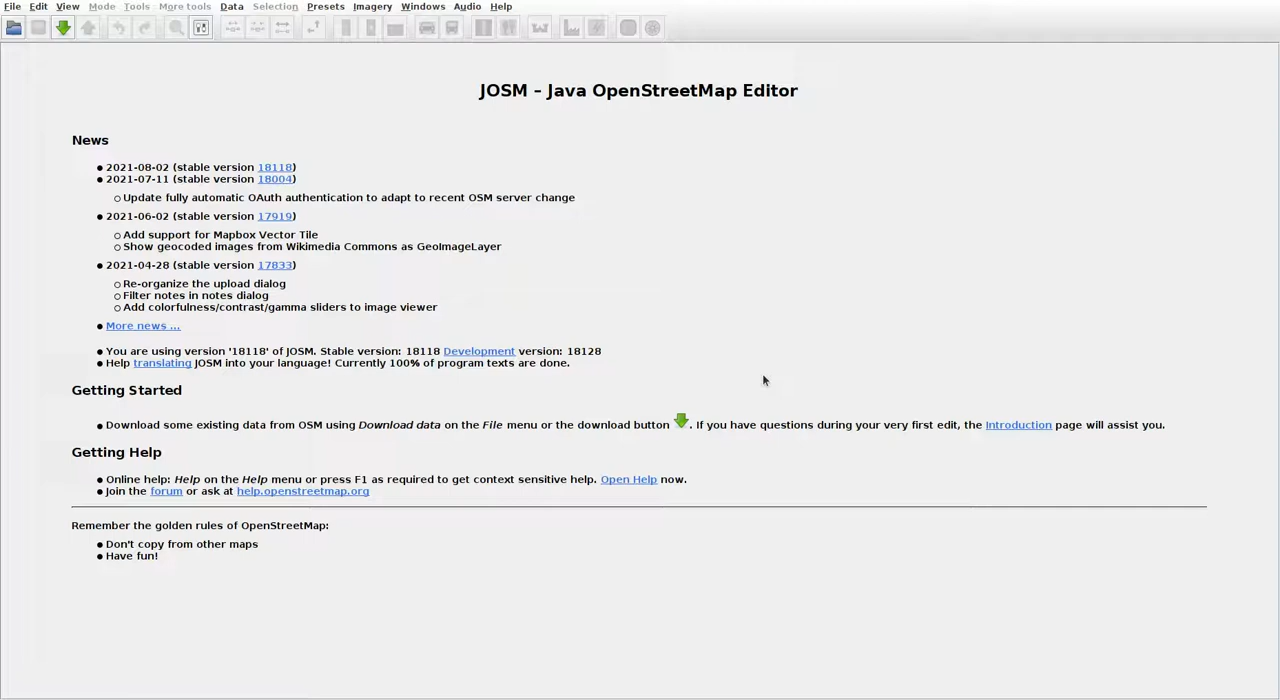 File Edit View Mode Tools More tools Data Selection Presets Imagery Windows Audio Help
JOSM – Java OpenStreetMap Editor
News
2021-08-02 (stable version 18118)
2021-07-11 (stable version 18004)
Update fully automatic OAuth authentication to adapt to recent OSM server change
2021-06-02 (stable version 17919)
Add support for Mapbox Vector Tile
Show geocoded images from Wikimedia Commons as GeoImageLayer
2021-04-28 (stable version 17833)
Re-organize the upload dialog
Filter notes in notes dialog
Add colorfulness/contrast/gamma sliders to image viewer
More news ...
You are using version '18118' of JOSM. Stable version: 18118 Development version: 18128
Help translating JOSM into your language! Currently 100% of program texts are done.
Getting Started
Download some existing data from OSM using Download data on the File menu or the download button . If you have questions during your very first edit, the Introduction page will assist you.
Getting Help
Online help: Help on the Help menu or press F1 as required to get context sensitive help. Open Help now.
Join the forum or ask at help.openstreetmap.org
Remember the golden rules of OpenStreetMap:
Don't copy from other maps
Have fun!